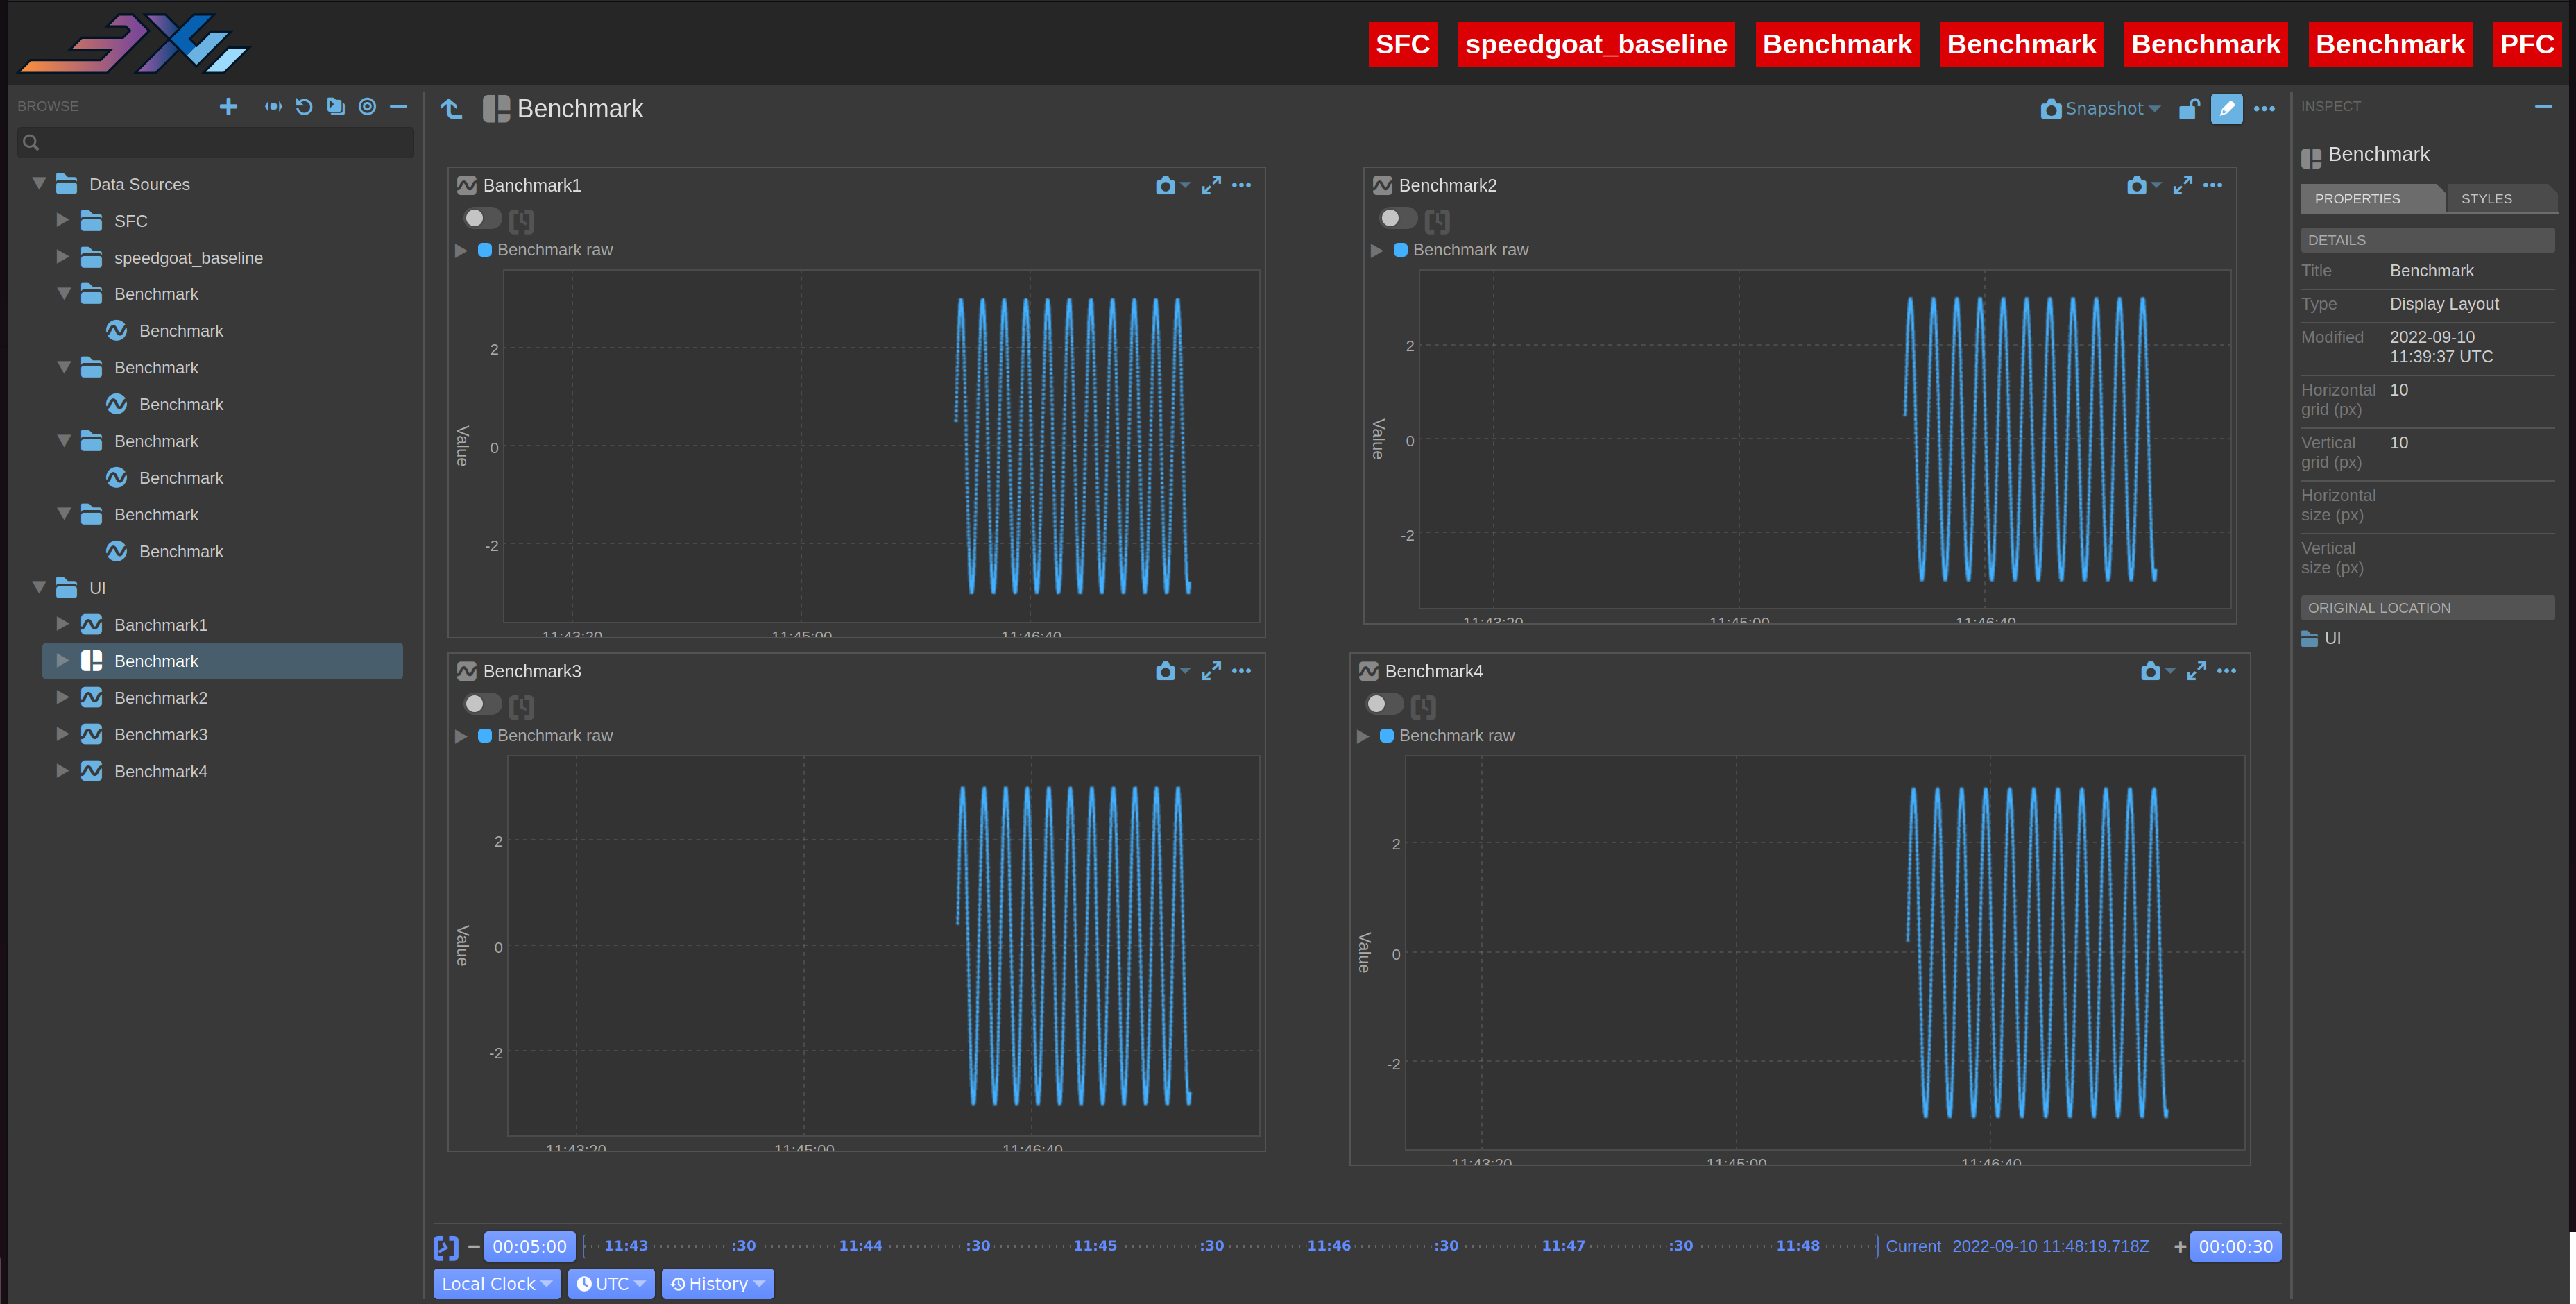 SFC speedgoat_baseline Benchmark Benchmark Benchmark Benchmark PFC
BROWSE
Data Sources
SFC
speedgoat_baseline
Benchmark
Benchmark
Benchmark
Benchmark
Benchmark
Benchmark
Benchmark
Benchmark
UI
Banchmark1
Benchmark
Benchmark2
Benchmark3
Benchmark4
Benchmark
Snapshot
Banchmark1
Benchmark raw
Value
2
0
-2
11:43:20 11:45:00 11:46:40
Benchmark2
Benchmark raw
Value
2
0
-2
11:43:20 11:45:00 11:46:40
Benchmark3
Benchmark raw
Value
2
0
-2
11:43:20 11:45:00 11:46:40
Benchmark4
Benchmark raw
Value
2
0
-2
11:43:20 11:45:00 11:46:40
00:05:00 11:43 :30 11:44 :30 11:45 :30 11:46 :30 11:47 :30 11:48 Current 2022-09-10 11:48:19.718Z 00:00:30
Local Clock UTC History
INSPECT
Benchmark
PROPERTIES STYLES
DETAILS
Title Benchmark
Type Display Layout
Modified 2022-09-10
11:39:37 UTC
Horizontal 10
grid (px)
Vertical 10
grid (px)
Horizontal
size (px)
Vertical
size (px)
ORIGINAL LOCATION
UI